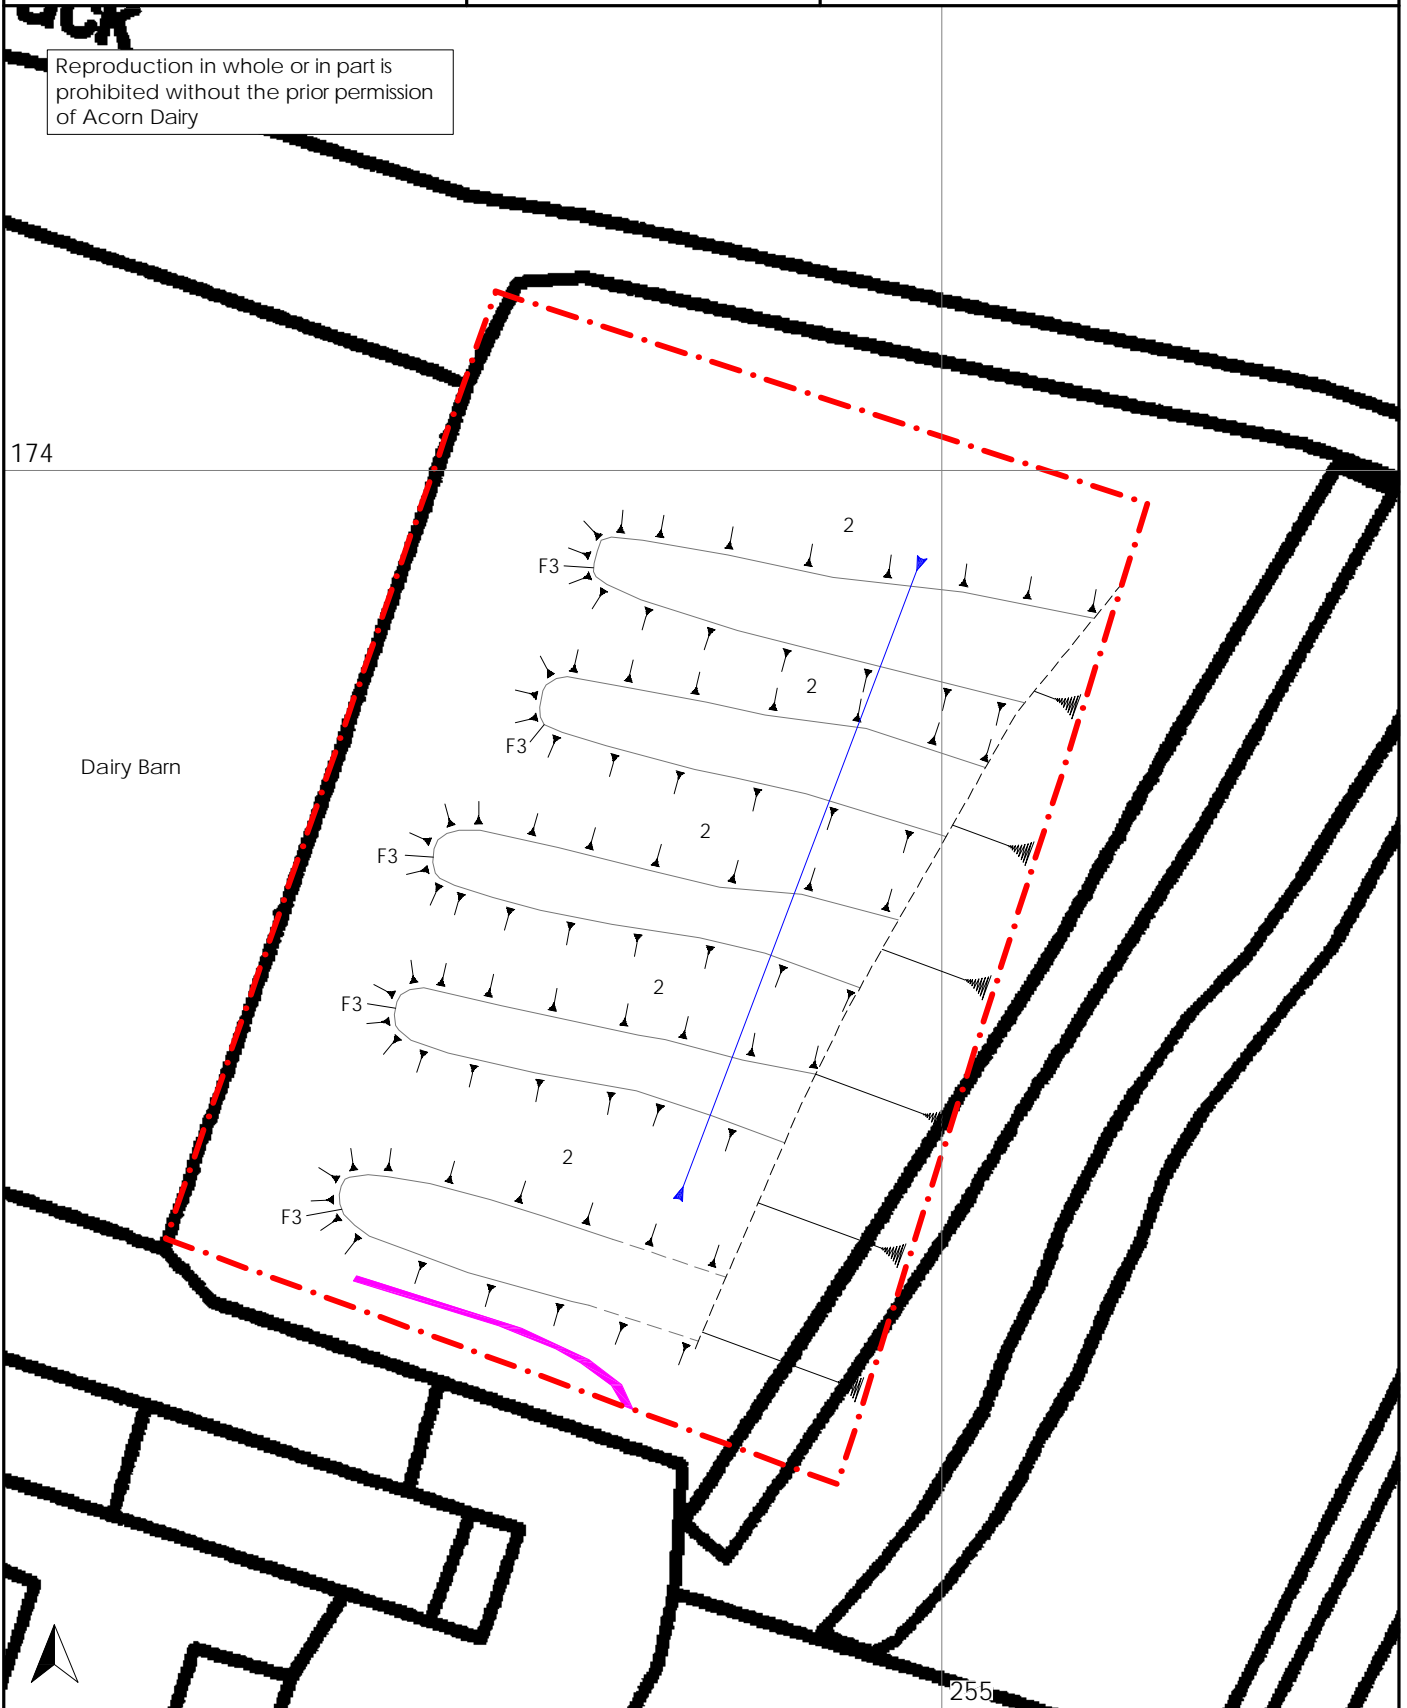 Reproduction in whole or in part is
prohibited without the prior permission
of Acorn Dairy
174
2
F3
2
F3
Dairy Barn
2
F3
2
F3
2
F3
255